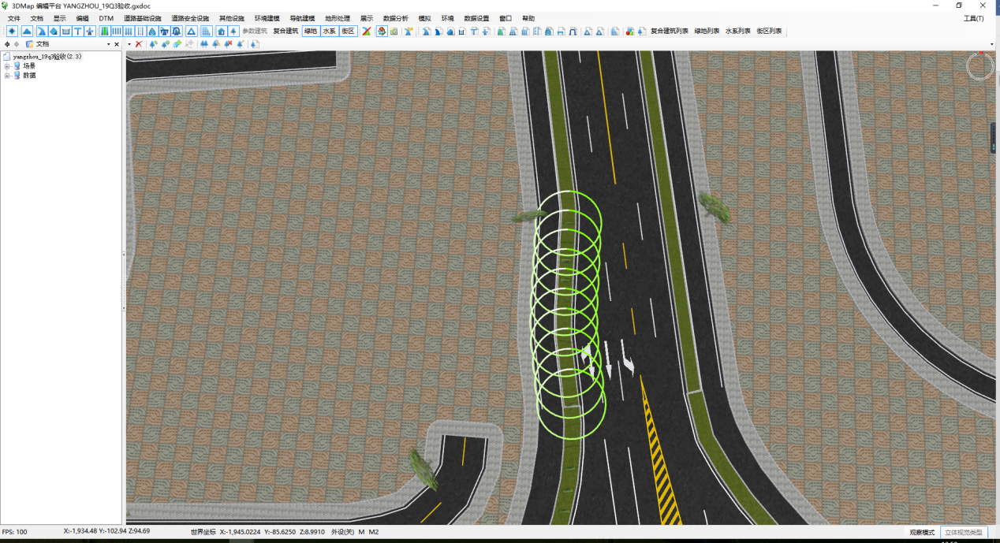 3DMap 编辑平台 YANGZHOU_19Q3验收.gxdoc
文件 文档 显示 编辑 DTM 道路基础设施 道路安全设施 其他设施 环境建模 导航建模 地形处理 展示 数据分析 模拟 环境 数据设置 窗口 帮助
工具(T)
参数建筑 复合建筑 绿地 水系 街区 复合建筑列表 绿地列表 水系列表 街区列表
文档
yangzhou_19q3验收(2.3)
场景
数据
FPS: 100 X:-1,934.48 Y:-102.94 Z:94.69 世界坐标 X:-1,945.0224 Y:-85.6250 Z:8.9910 外设(关) M M2 观察模式 立体视觉类型